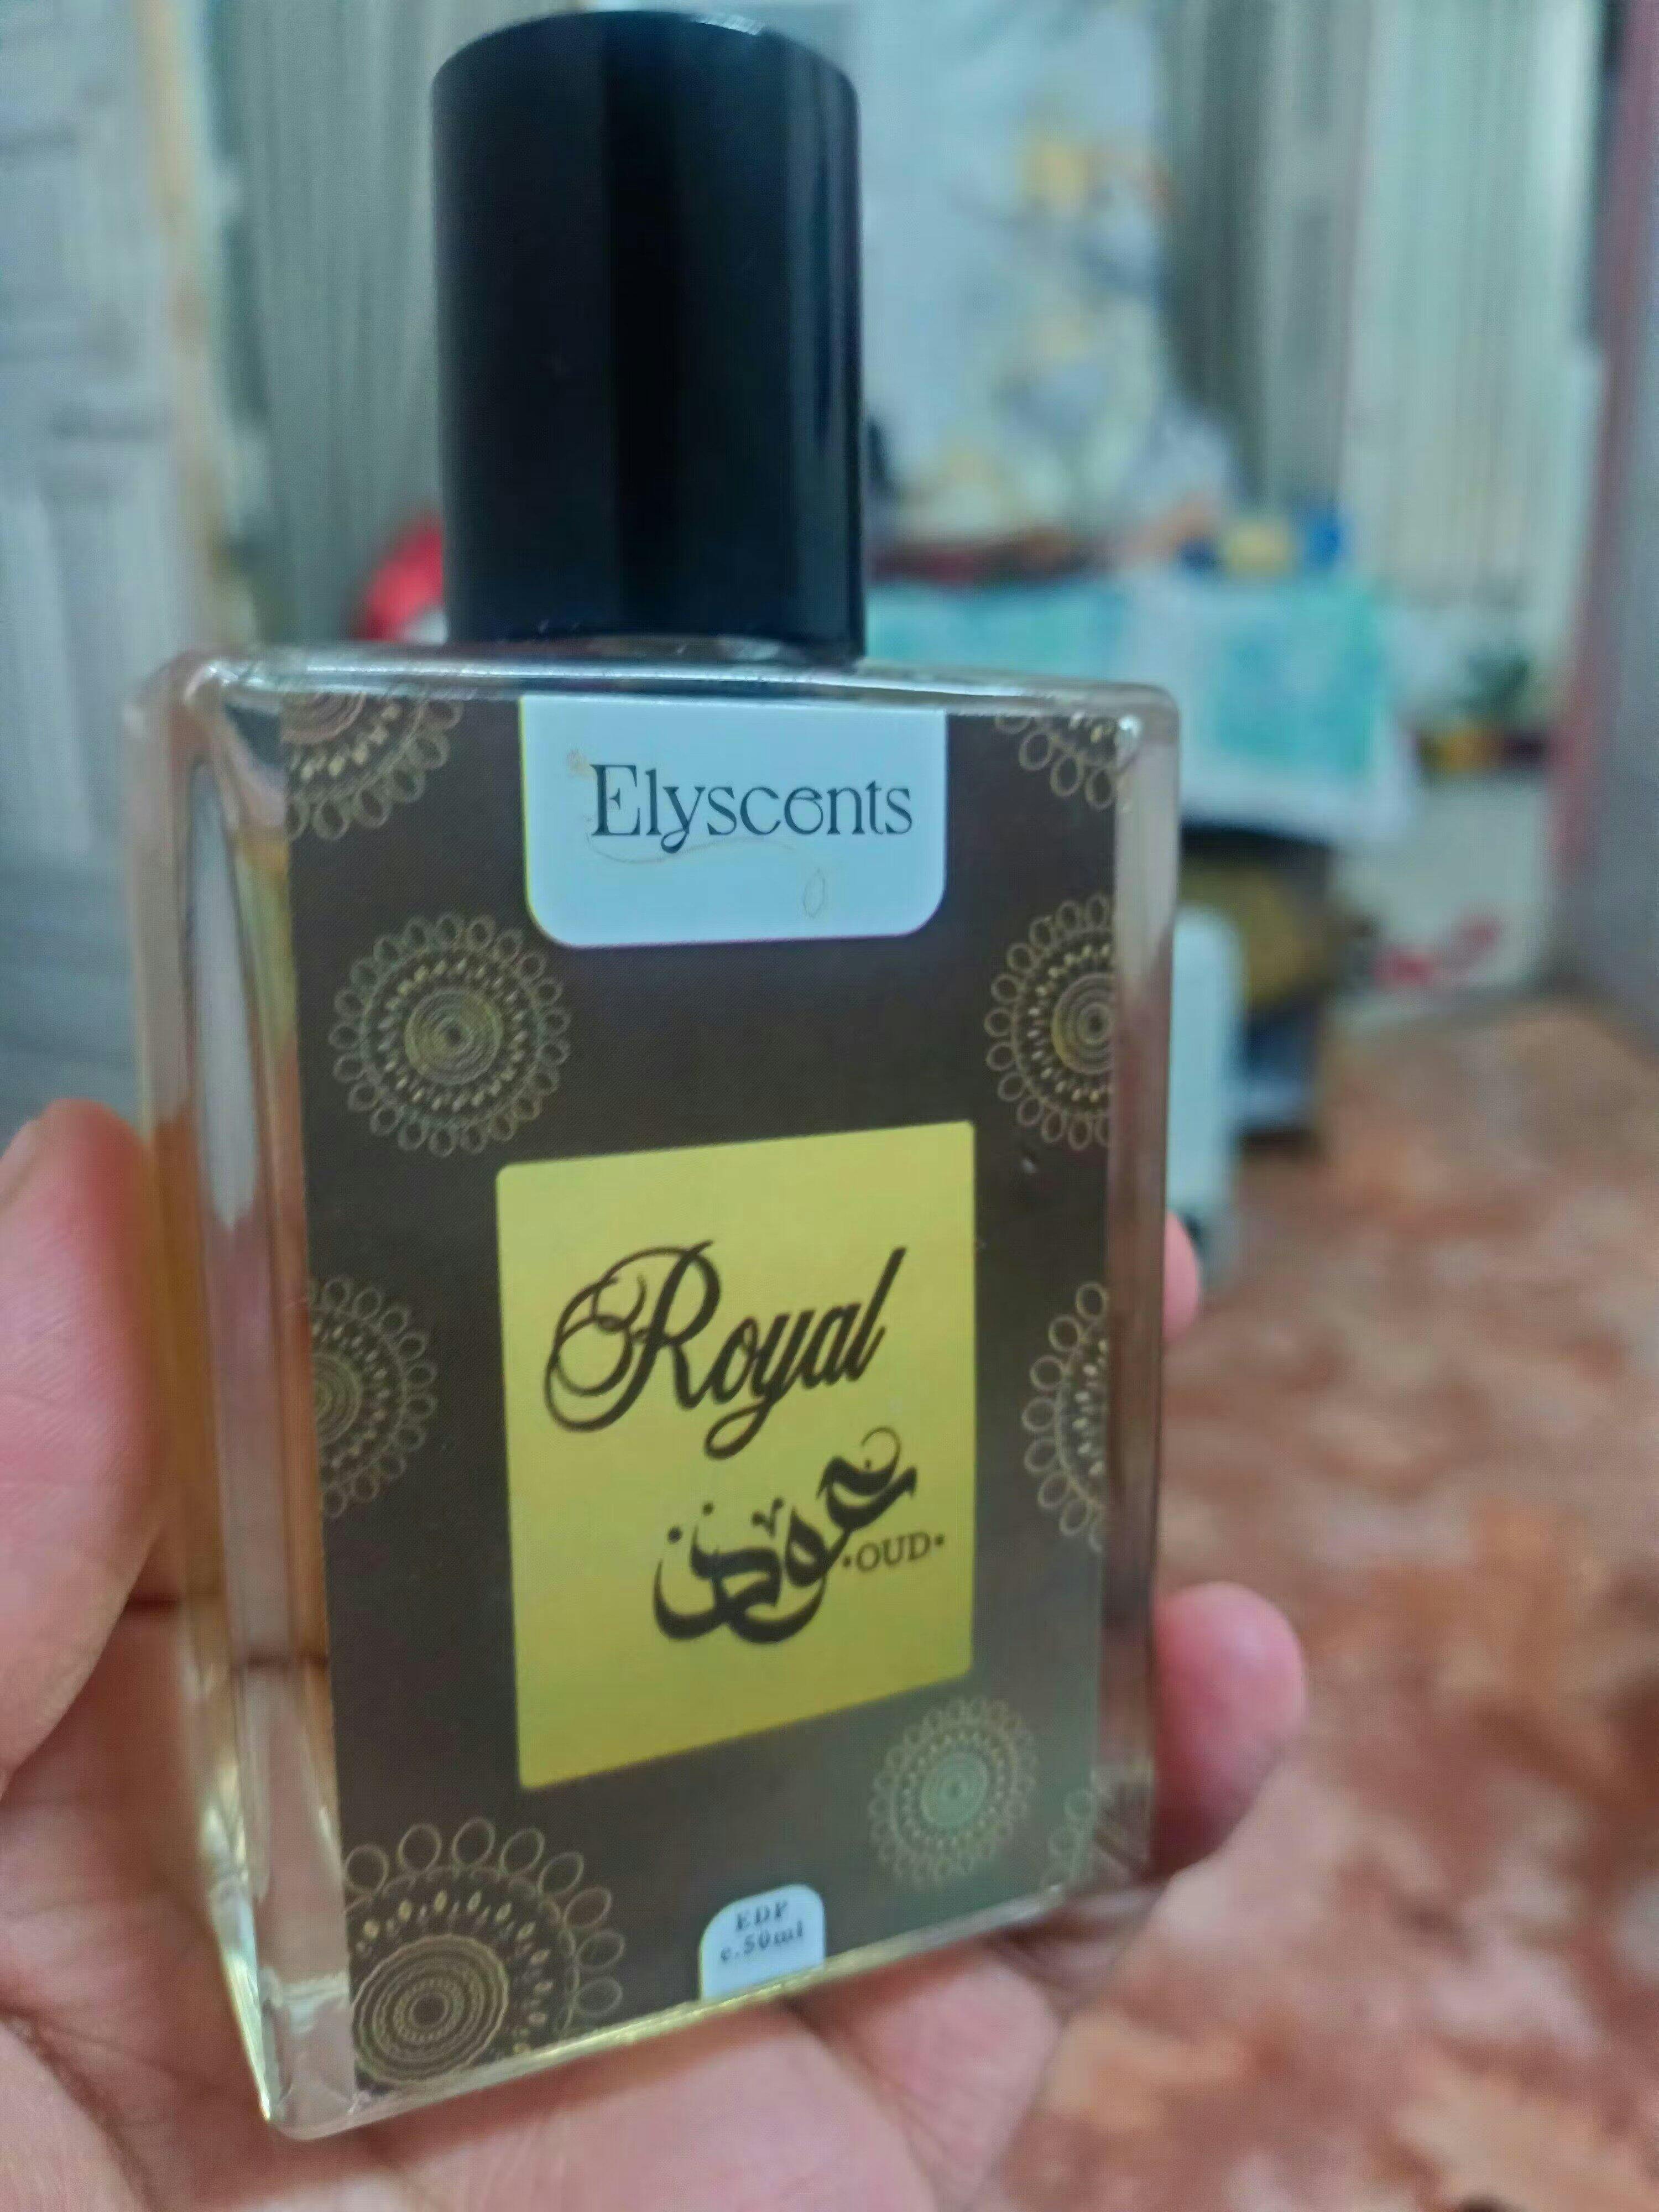 Elyscents
Royal
عود
•OUD•
EDP
e.50ml